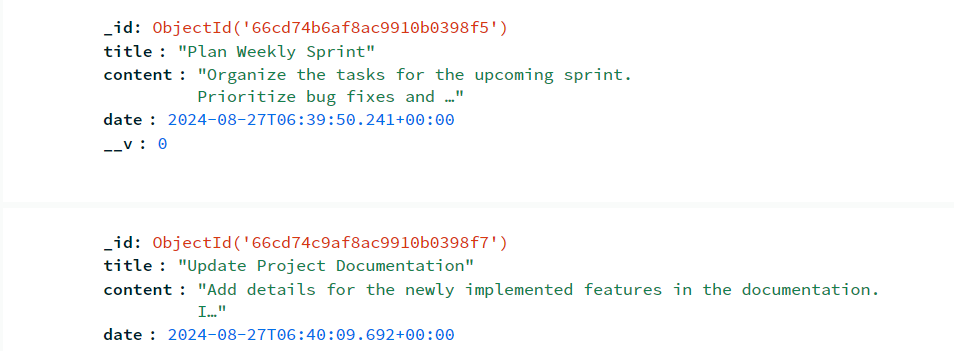 _id: ObjectId('66cd74b6af8ac9910b0398f5')
title : "Plan Weekly Sprint"
content : "Organize the tasks for the upcoming sprint.
Prioritize bug fixes and …"
date : 2024-08-27T06:39:50.241+00:00
__v : 0
_id: ObjectId('66cd74c9af8ac9910b0398f7')
title : "Update Project Documentation"
content : "Add details for the newly implemented features in the documentation.
I…"
date : 2024-08-27T06:40:09.692+00:00